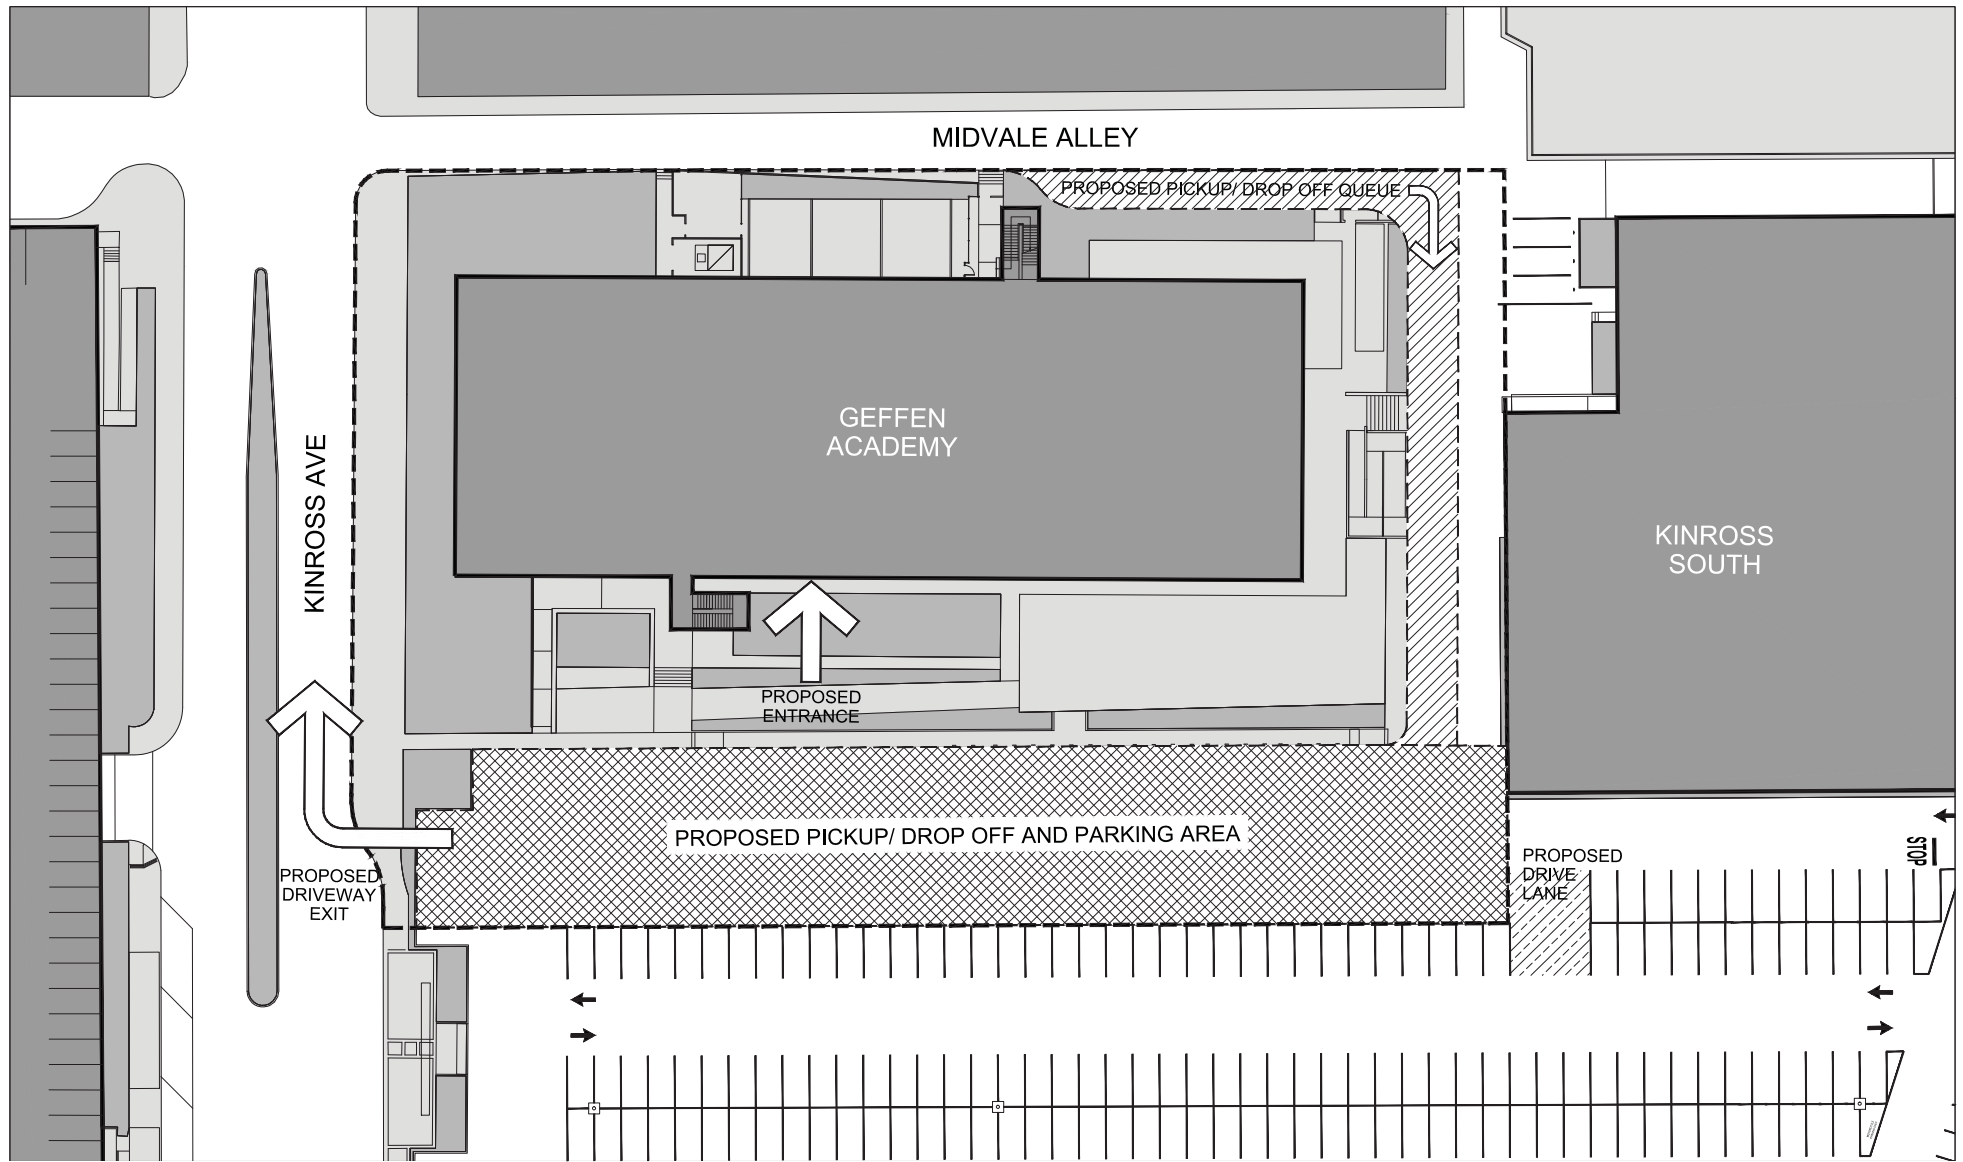 MIDVALE ALLEY
PROPOSED PICKUP/ DROP OFF QUEUE
GEFFEN
ACADEMY
KINROSS AVE
KINROSS
SOUTH
PROPOSED
ENTRANCE
PROPOSED PICKUP/ DROP OFF AND PARKING AREA
PROPOSED
DRIVE
LANE
STOP
PROPOSED
DRIVEWAY
EXIT